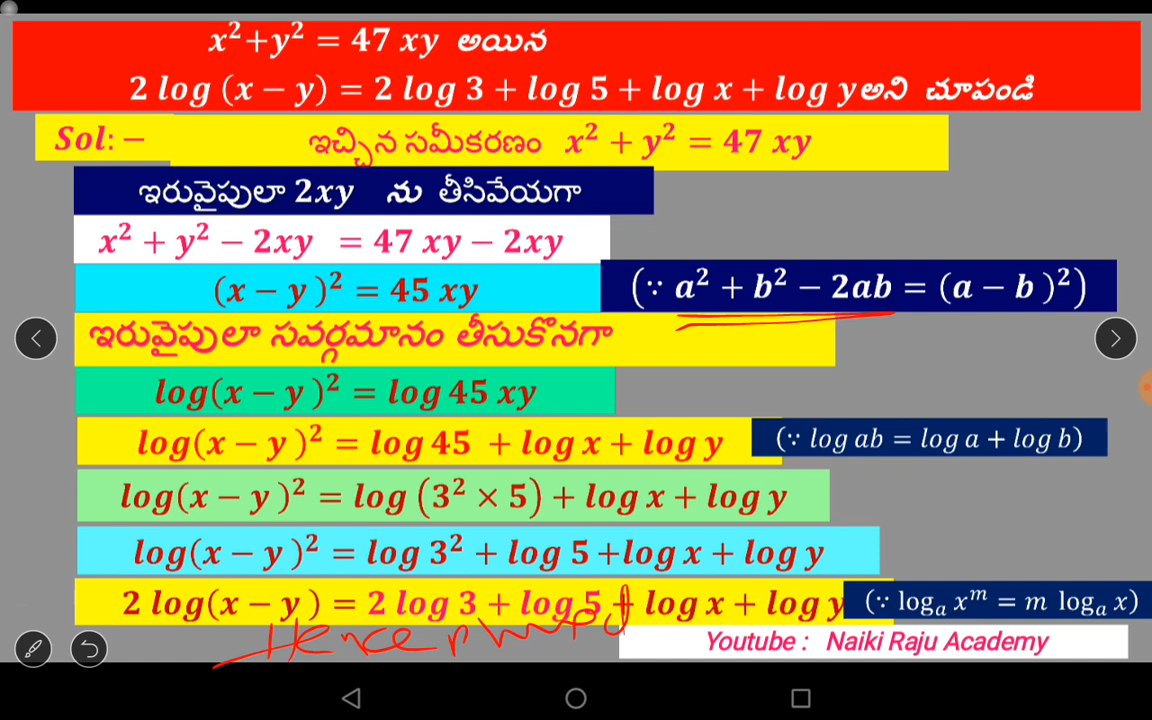 x²+y² = 47 xy అయిన
2 log (x − y) = 2 log 3 + log 5 + log x + log y అని చూపండి
Sol: −
ఇచ్చిన సమీకరణం x² + y² = 47 xy
ఇరువైపులా 2xy ను తీసివేయగా
x² + y² − 2xy = 47 xy − 2xy
(x − y )² = 45 xy (∵ a² + b² − 2ab = (a − b )²)
ఇరువైపులా సవర్గమానం తీసుకొనగా
log(x − y )² = log 45 xy
log(x − y )² = log 45 + log x + log y (∵ log ab = log a + log b)
log(x − y )² = log (3² × 5) + log x + log y
log(x − y )² = log 3² + log 5 +log x + log y
2 log(x − y ) = 2 log 3 + log 5 + log x + log y (∵ logₐ xᵐ = m logₐ x)
Hence
Youtube : Naiki Raju Academy